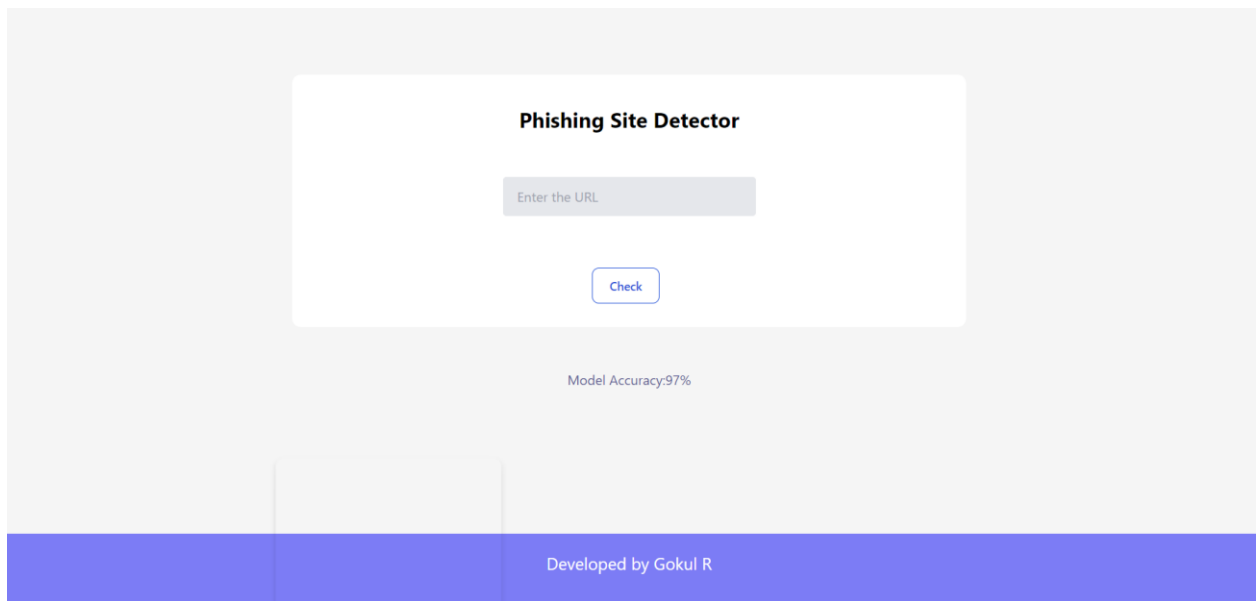 Phishing Site Detector
Enter the URL
Check
Model Accuracy:97%
Developed by Gokul R